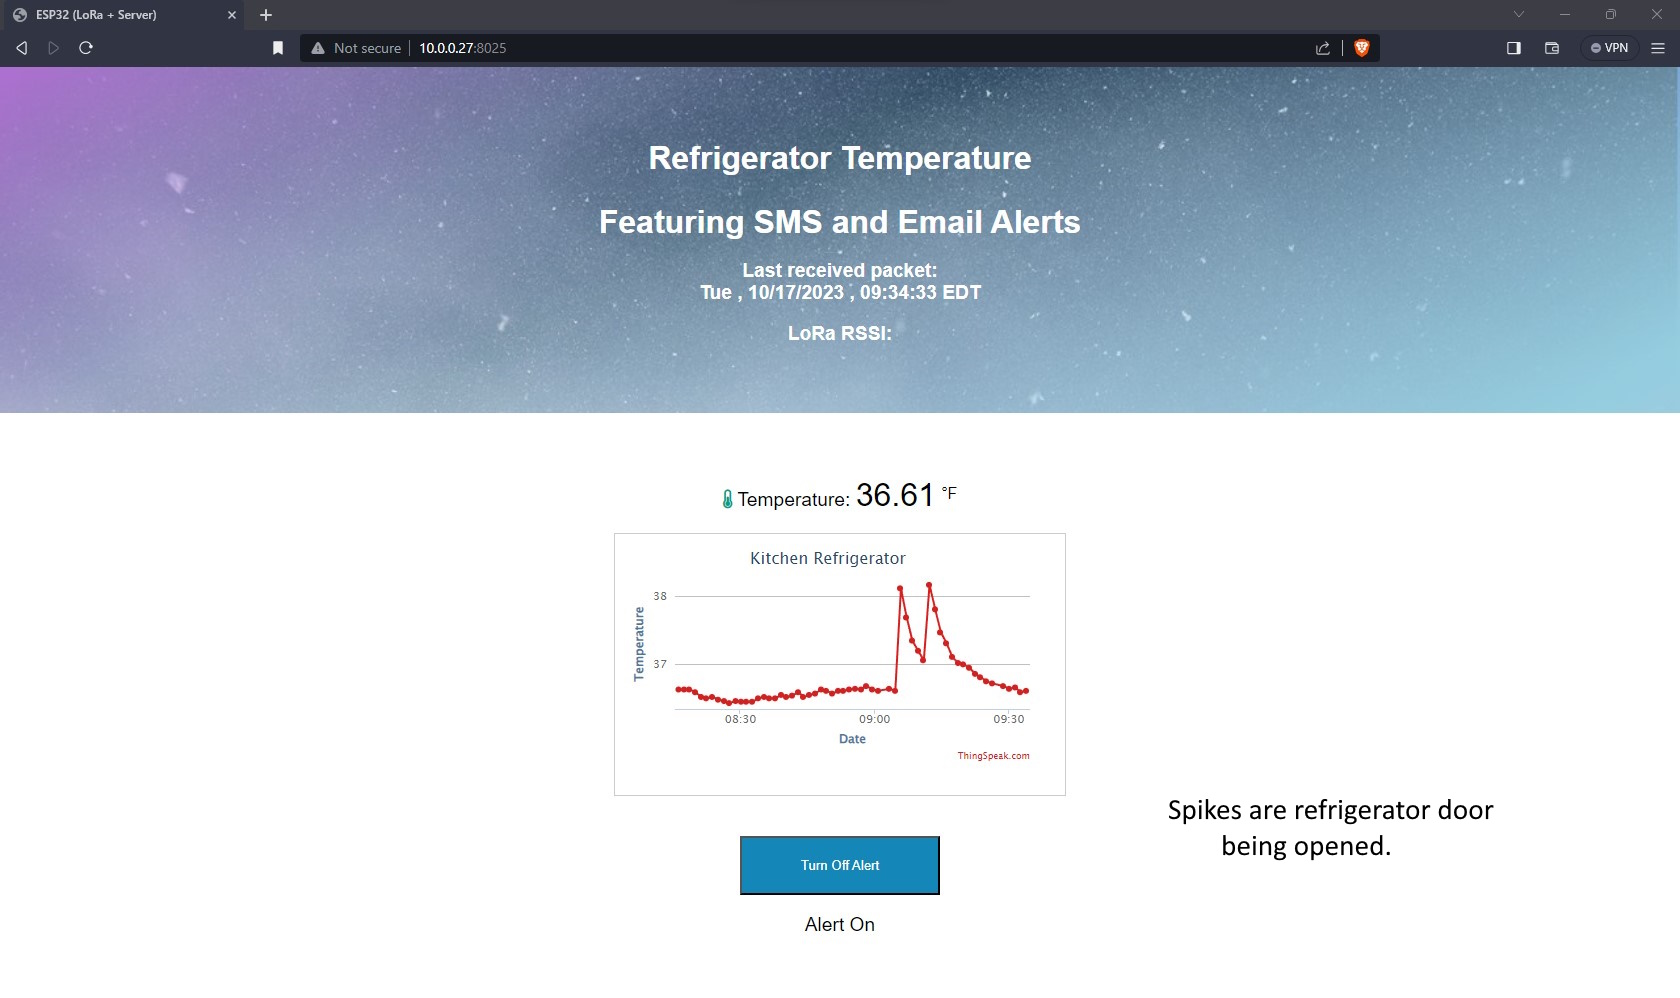 ESP32 (LoRa + Server)
Not secure
10.0.0.27:8025
VPN
Refrigerator Temperature
Featuring SMS and Email Alerts
Last received packet:
Tue , 10/17/2023 , 09:34:33 EDT
LoRa RSSI:
Temperature: 36.61 °F
Kitchen Refrigerator
38
37
Temperature
08:30 09:00 09:30
Date
ThingSpeak.com
Spikes are refrigerator door
being opened.
Turn Off Alert
Alert On